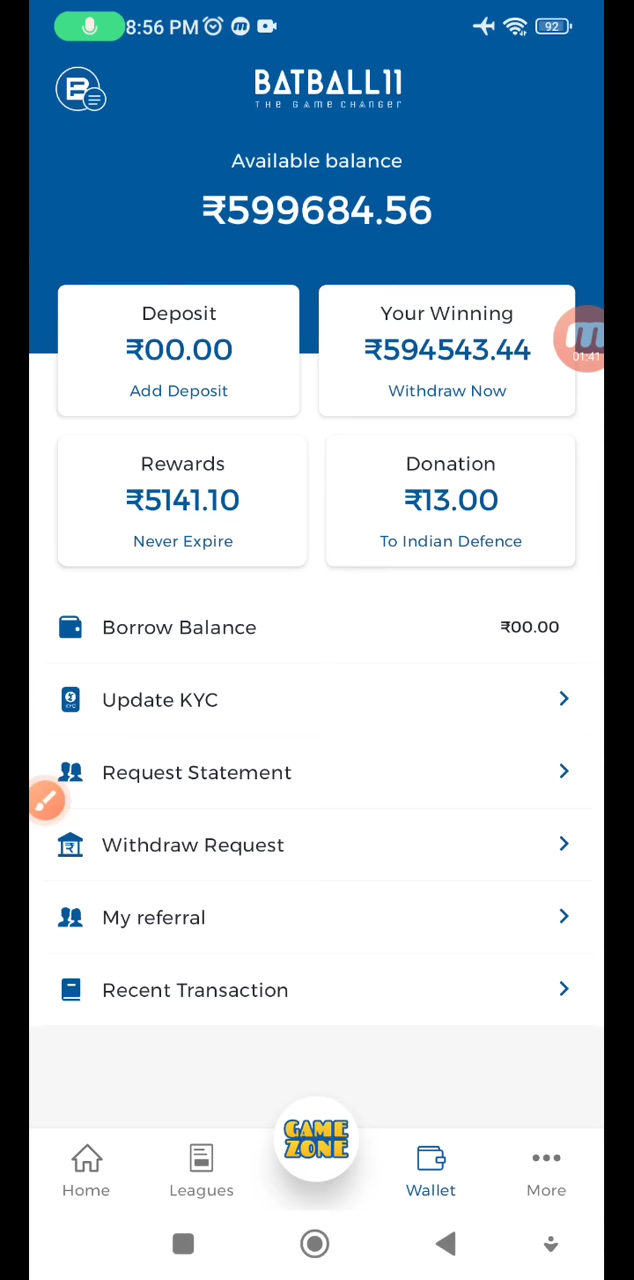 8:56 PM
92
BATBALL11
THE GAME CHANGER
Available balance
₹599684.56
Deposit
₹00.00
Add Deposit
Your Winning
₹594543.44
Withdraw Now
01:41
Rewards
₹5141.10
Never Expire
Donation
₹13.00
To Indian Defence
Borrow Balance ₹00.00
Update KYC
Request Statement
Withdraw Request
My referral
Recent Transaction
GAME
ZONE
Home
Leagues
Wallet
More